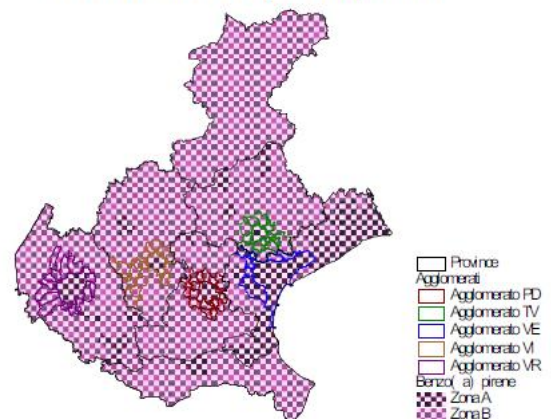 Province
Agglomerati
Agglomerato PD
Agglomerato TV
Agglomerato VE
Agglomerato VI
Agglomerato VR
Benzo( a) pirene
Zona A
Zona B